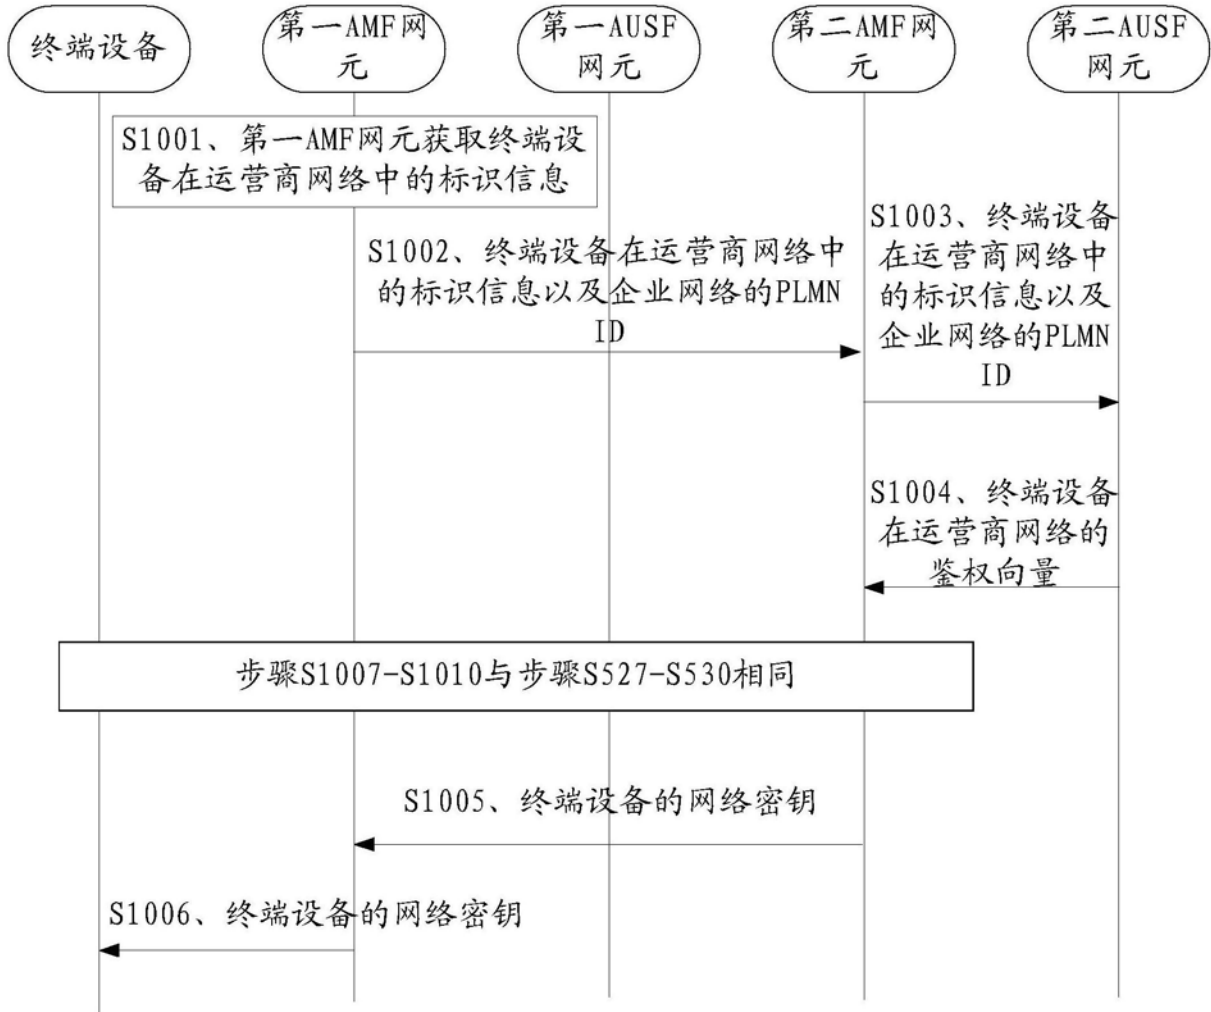 终端设备
第一AMF网
元
第一AUSF
网元
第二AMF网
元
第二AUSF
网元
S1001、第一AMF网元获取终端设
备在运营商网络中的标识信息
S1002、终端设备在运营商网络中
的标识信息以及企业网络的PLMN
ID
S1003、终端设备
在运营商网络中
的标识信息以及
企业网络的PLMN
ID
S1004、终端设备
在运营商网络的
鉴权向量
步骤S1007-S1010与步骤S527-S530相同
S1005、终端设备的网络密钥
S1006、终端设备的网络密钥